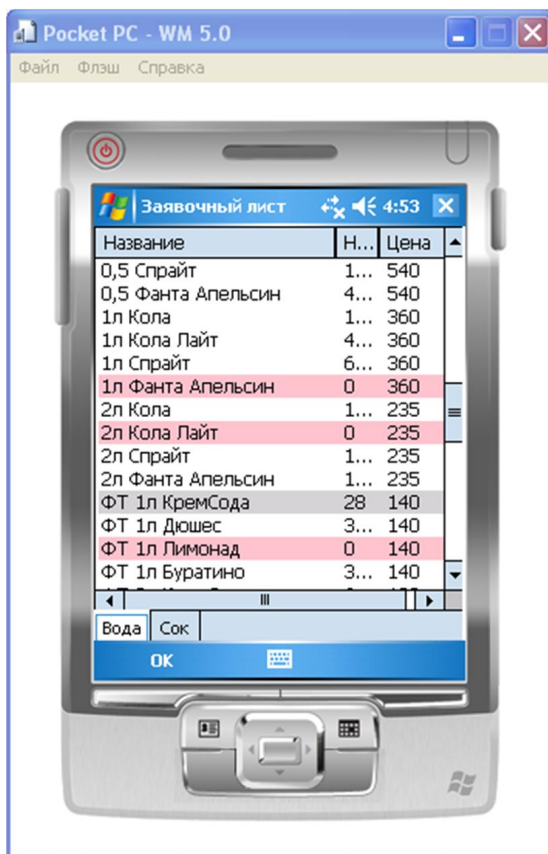 Pocket PC - WM 5.0
Файл Флэш Справка
Заявочный лист 4:53
Название Н... Цена
0,5 Спрайт 1... 540
0,5 Фанта Апельсин 4... 540
1л Кола 1... 360
1л Кола Лайт 4... 360
1л Спрайт 6... 360
1л Фанта Апельсин 0 360
2л Кола 1... 235
2л Кола Лайт 0 235
2л Спрайт 1... 235
2л Фанта Апельсин 1... 235
ФТ 1л КремСода 28 140
ФТ 1л Дюшес 3... 140
ФТ 1л Лимонад 0 140
ФТ 1л Буратино 3... 140
Вода Сок
OK